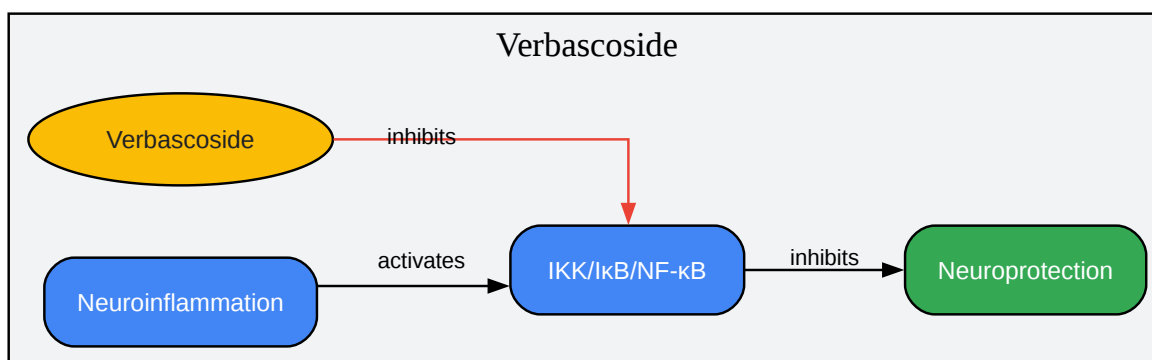 Verbascoside
Verbascoside
inhibits
activates
inhibits
IKK/IκB/NF-κB
Neuroprotection
Neuroinflammation